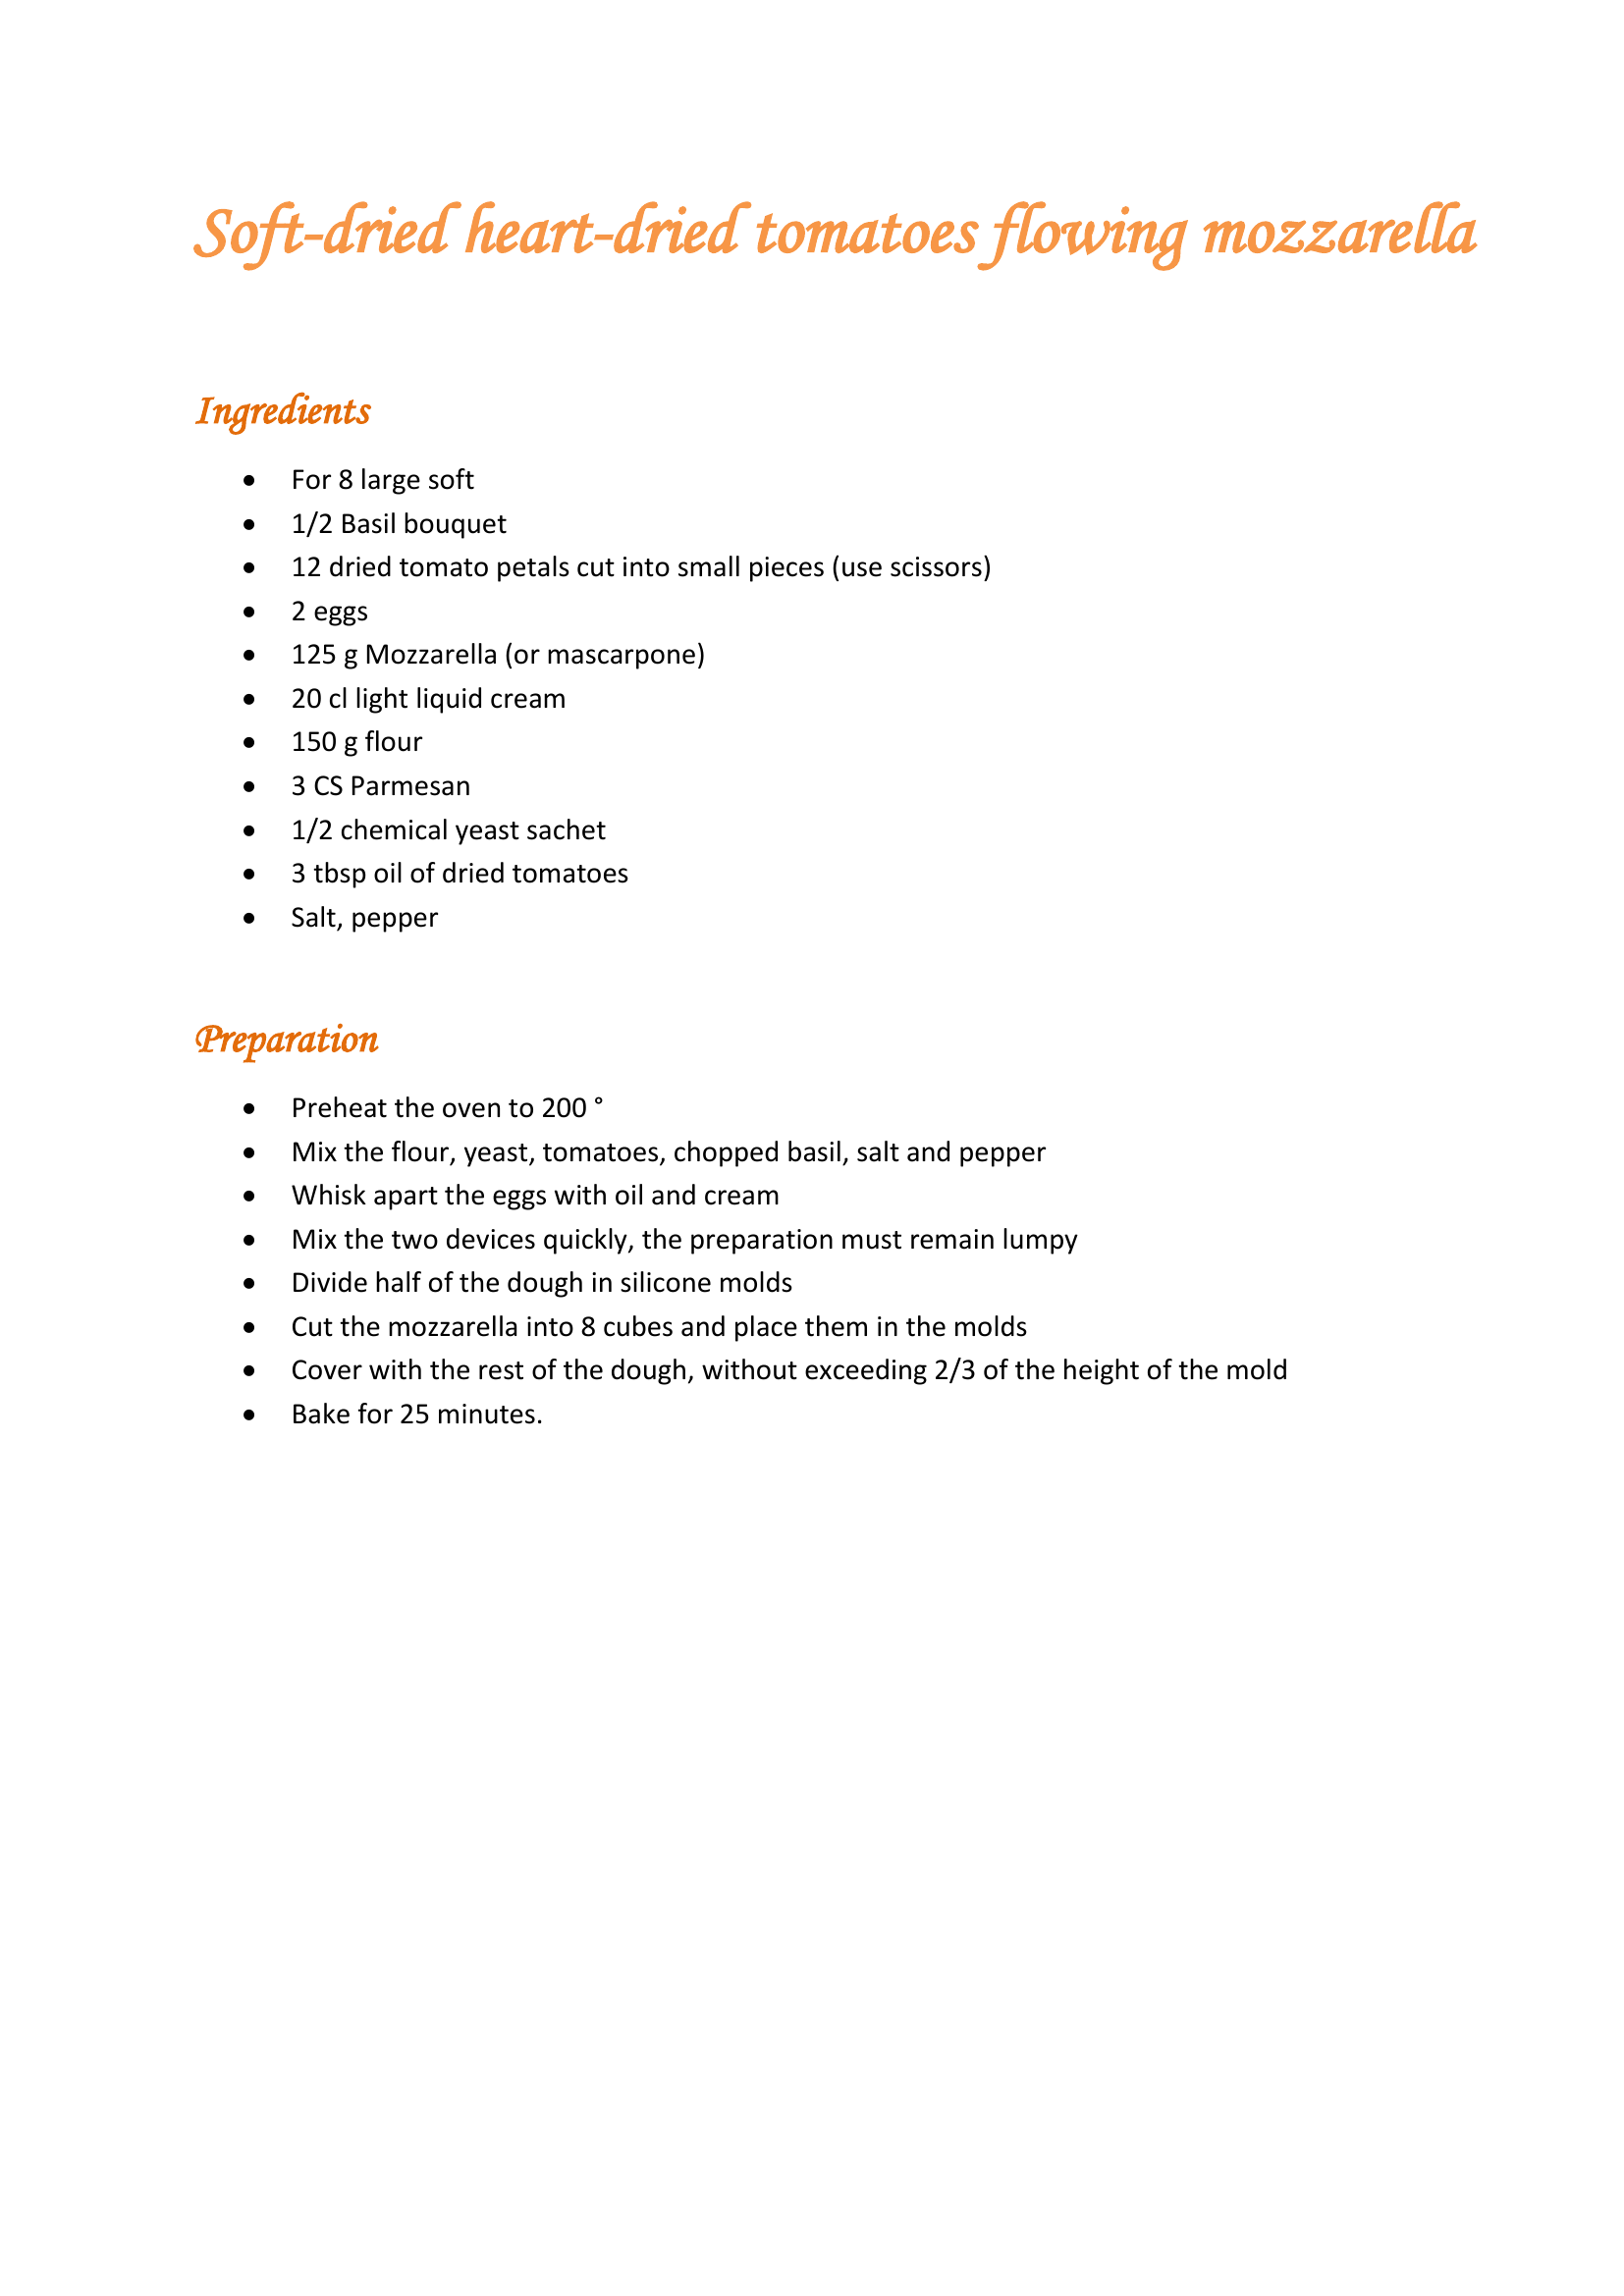 Soft-dried heart-dried tomatoes flowing mozzarella
Ingredients
• For 8 large soft
• 1/2 Basil bouquet
• 12 dried tomato petals cut into small pieces (use scissors)
• 2 eggs
• 125 g Mozzarella (or mascarpone)
• 20 cl light liquid cream
• 150 g flour
• 3 CS Parmesan
• 1/2 chemical yeast sachet
• 3 tbsp oil of dried tomatoes
• Salt, pepper
Preparation
• Preheat the oven to 200 °
• Mix the flour, yeast, tomatoes, chopped basil, salt and pepper
• Whisk apart the eggs with oil and cream
• Mix the two devices quickly, the preparation must remain lumpy
• Divide half of the dough in silicone molds
• Cut the mozzarella into 8 cubes and place them in the molds
• Cover with the rest of the dough, without exceeding 2/3 of the height of the mold
• Bake for 25 minutes.